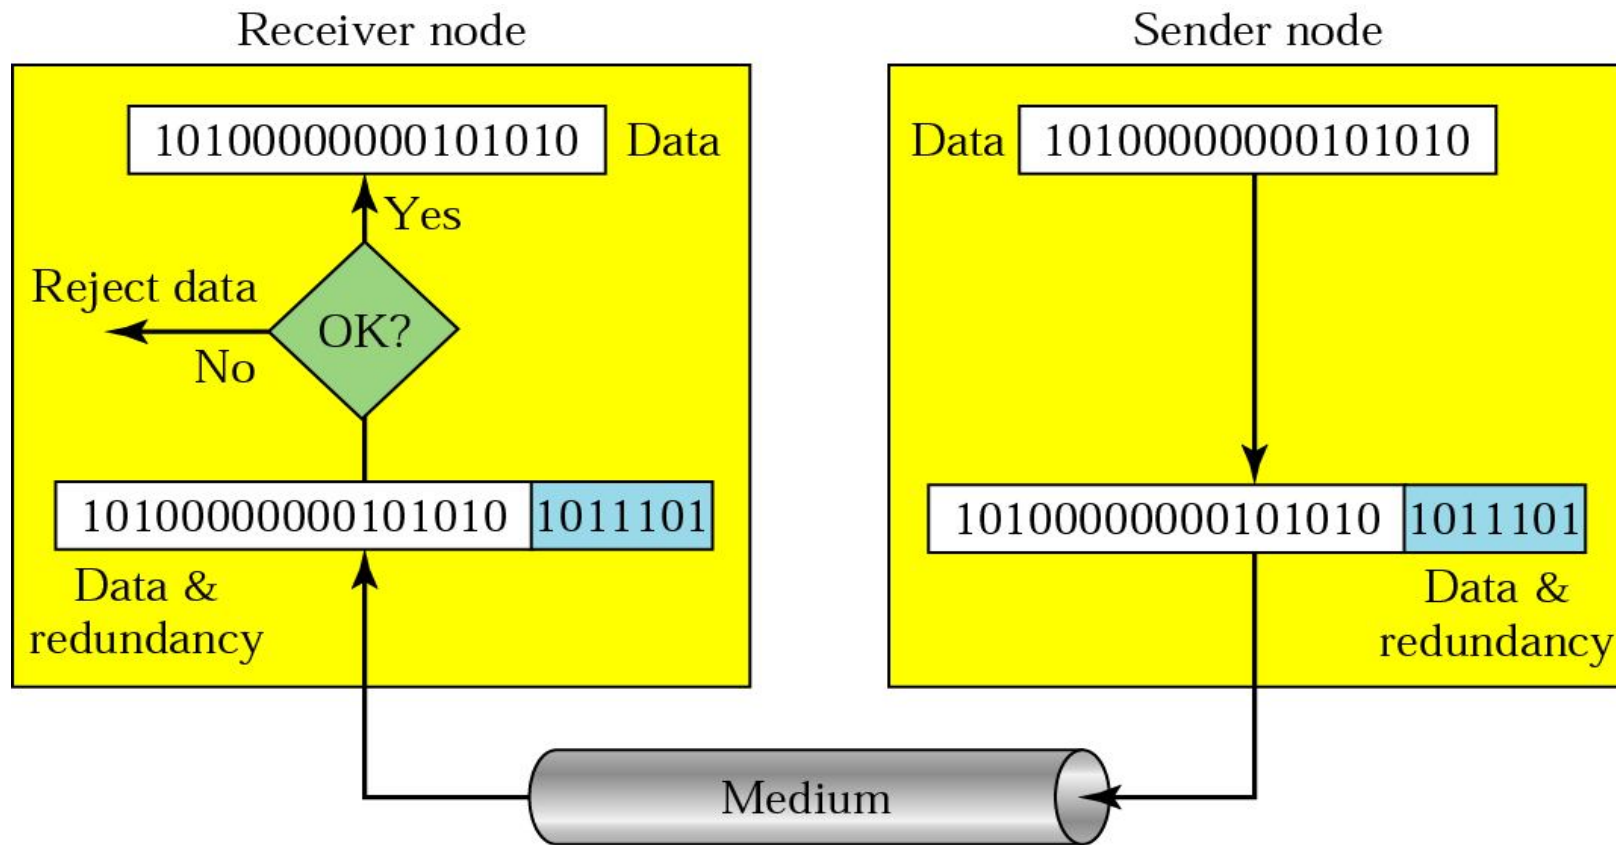 Receiver node
Sender node
10100000000101010
Data
Data
10100000000101010
Yes
Reject data
OK?
No
10100000000101010
1011101
10100000000101010
1011101
Data &
redundancy
Data &
redundancy
Medium